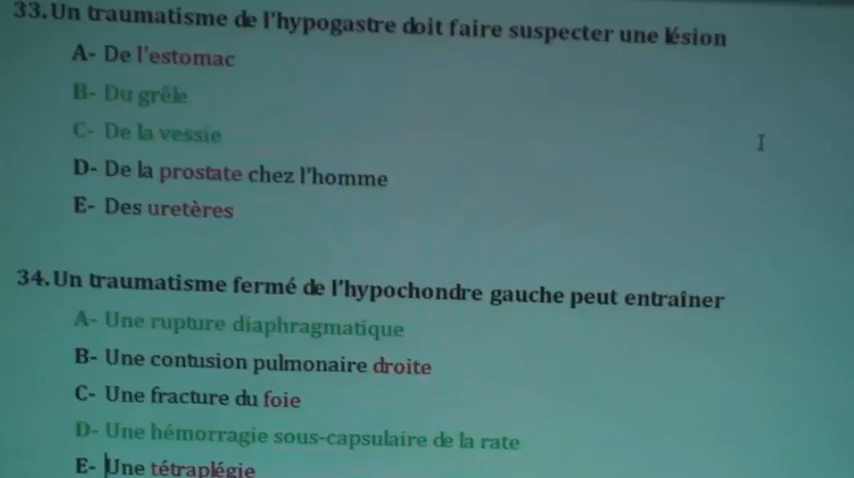 33.Un traumatisme de l'hypogastre doit faire suspecter une lésion
A- De l'estomac
B- Du grêle
C- De la vessie
D- De la prostate chez l'homme
E- Des uretères
34.Un traumatisme fermé de l'hypochondre gauche peut entraîner
A- Une rupture diaphragmatique
B- Une contusion pulmonaire droite
C- Une fracture du foie
D- Une hémorragie sous-capsulaire de la rate
E- Une tétraplégie